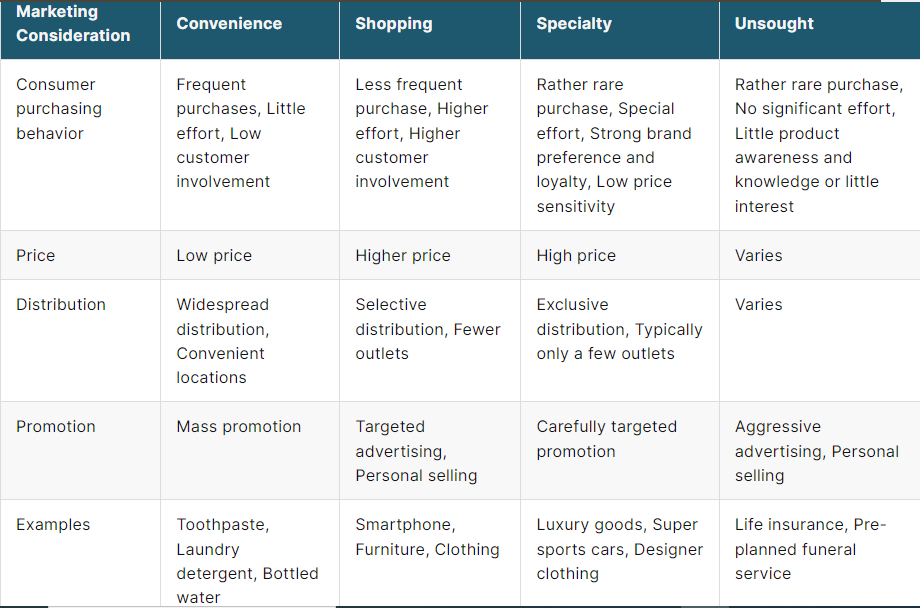 Marketing
Consideration
Convenience
Shopping
Specialty
Unsought
Consumer
purchasing
behavior
Frequent
purchases, Little
effort, Low
customer
involvement
Less frequent
purchase, Higher
effort, Higher
customer
involvement
Rather rare
purchase, Special
effort, Strong brand
preference and
loyalty, Low price
sensitivity
Rather rare purchase,
No significant effort,
Little product
awareness and
knowledge or little
interest
Price
Low price
Higher price
High price
Varies
Distribution
Widespread
distribution,
Convenient
locations
Selective
distribution, Fewer
outlets
Exclusive
distribution, Typically
only a few outlets
Varies
Promotion
Mass promotion
Targeted
advertising,
Personal selling
Carefully targeted
promotion
Aggressive
advertising, Personal
selling
Examples
Toothpaste,
Laundry
detergent, Bottled
water
Smartphone,
Furniture, Clothing
Luxury goods, Super
sports cars, Designer
clothing
Life insurance, Pre-
planned funeral
service